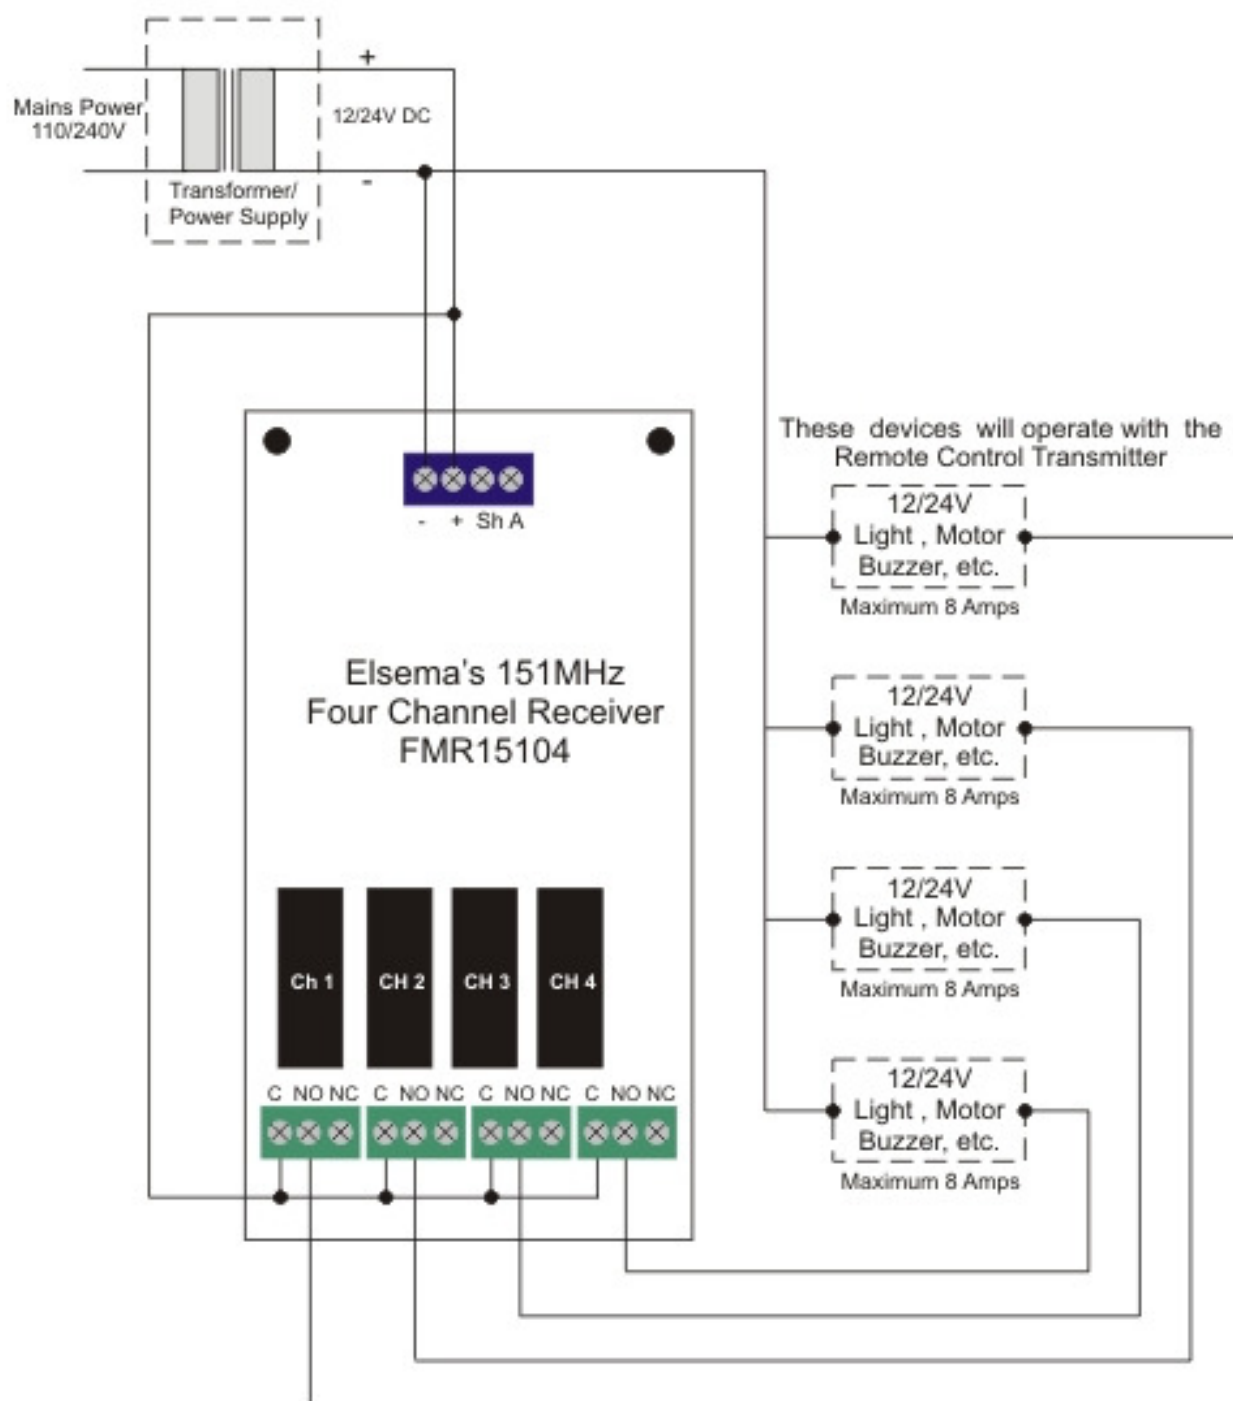 +
Mains Power
110/240V
12/24V DC
-
Transformer/
Power Supply
These devices will operate with the
Remote Control Transmitter
- + Sh A
12/24V
Light , Motor
Buzzer, etc.
Maximum 8 Amps
Elsema's 151MHz
Four Channel Receiver
FMR15104
12/24V
Light , Motor
Buzzer, etc.
Maximum 8 Amps
12/24V
Light , Motor
Buzzer, etc.
Maximum 8 Amps
Ch 1 CH 2 CH 3 CH 4
C NO NC C NO NC C NO NC C NO NC
12/24V
Light , Motor
Buzzer, etc.
Maximum 8 Amps